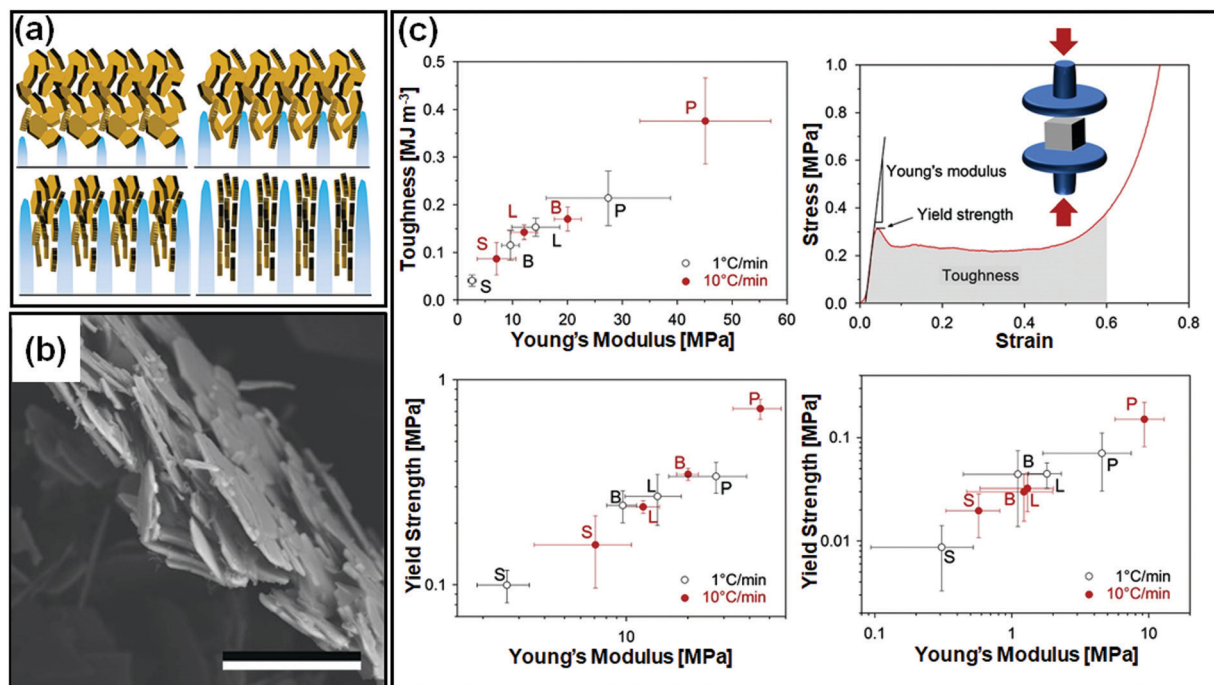 (a)
(b)
(c)
Toughness [MJ m⁻³]
0.5
0.4
0.3
0.2
0.1
0.0
0 10 20 30 40 50 60
Young's Modulus [MPa]
P
P
B
L
L
S
B
S
1°C/min
10°C/min
Stress [MPa]
1.0
0.8
0.6
0.4
0.2
0.0
0.0 0.2 0.4 0.6 0.8
Strain
Young's modulus
Yield strength
Toughness
Yield Strength [MPa]
1
0.1
10
Young's Modulus [MPa]
P
B
P
L
B
L
S
S
1°C/min
10°C/min
Yield Strength [MPa]
0.1
0.01
0.1 1 10
Young's Modulus [MPa]
P
P
B
L
S
B
L
S
1°C/min
10°C/min